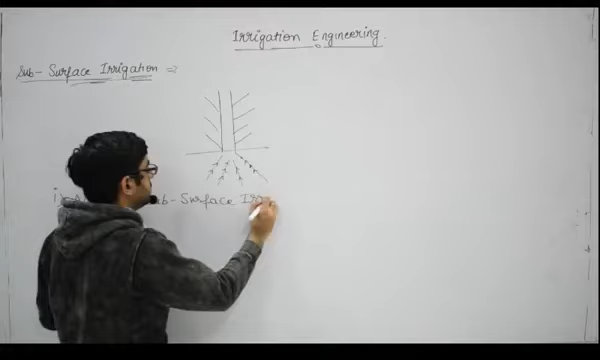 Irrigation Engineering.
Sub-Surface Irrigation ⇒
i) Sub-Surface Irr